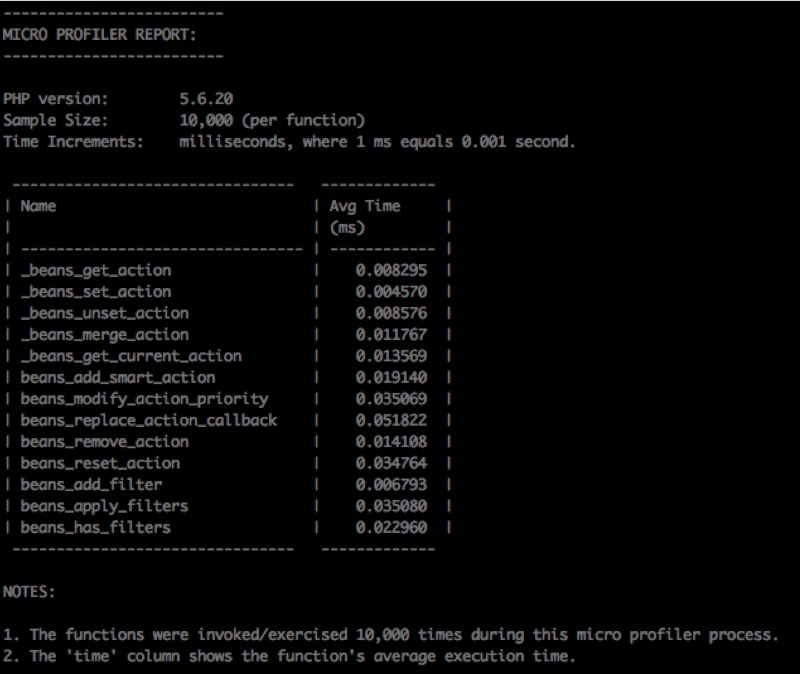 -------------------------
MICRO PROFILER REPORT:
-------------------------
PHP version: 5.6.20
Sample Size: 10,000 (per function)
Time Increments: milliseconds, where 1 ms equals 0.001 second.
-------------------------------- -------------
| Name | Avg Time |
| | (ms) |
| -------------------------------- | ------------ |
| _beans_get_action | 0.008295 |
| _beans_set_action | 0.004570 |
| _beans_unset_action | 0.008576 |
| _beans_merge_action | 0.011767 |
| _beans_get_current_action | 0.013569 |
| beans_add_smart_action | 0.019140 |
| beans_modify_action_priority | 0.035069 |
| beans_replace_action_callback | 0.051822 |
| beans_remove_action | 0.014108 |
| beans_reset_action | 0.034764 |
| beans_add_filter | 0.006793 |
| beans_apply_filters | 0.035080 |
| beans_has_filters | 0.022960 |
-------------------------------- -------------
NOTES:
1. The functions were invoked/exercised 10,000 times during this micro profiler process.
2. The 'time' column shows the function's average execution time.